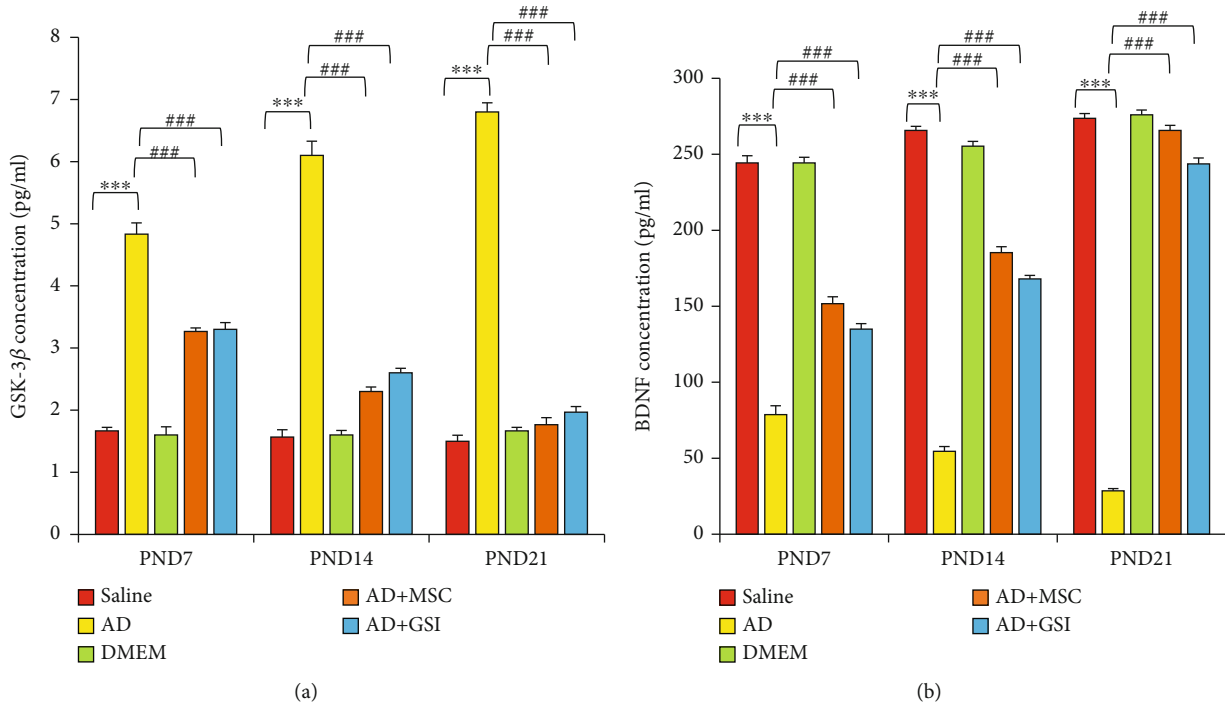 GSK-3β concentration (pg/ml)
8
7
6
5
4
3
2
1
0
***
###
###
***
###
###
***
###
###
PND7 PND14 PND21
Saline
AD
DMEM
AD+MSC
AD+GSI
(a)
BDNF concentration (pg/ml)
300
250
200
150
100
50
0
***
###
###
***
###
###
***
###
###
PND7 PND14 PND21
Saline
AD
DMEM
AD+MSC
AD+GSI
(b)